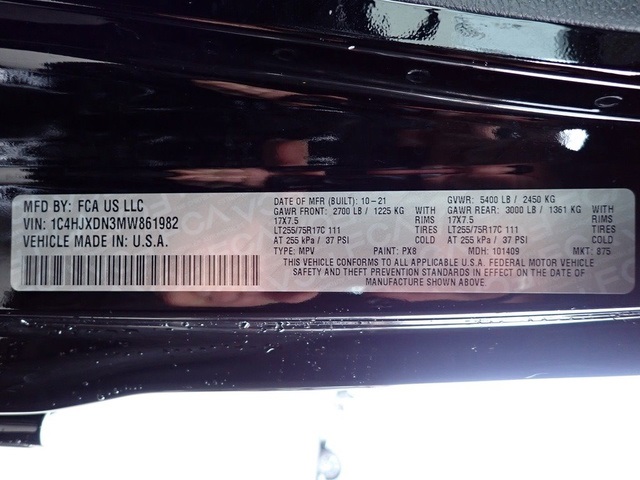 MFD BY: FCA US LLC
VIN: 1C4HJXDN3MW861982
VEHICLE MADE IN: U.S.A.
DATE OF MFR (BUILT): 10-21 GVWR: 5400 LB / 2450 KG
GAWR FRONT: 2700 LB / 1225 KG GAWR REAR: 3000 LB / 1361 KG
17X7.5 RIMS 17X7.5 RIMS
LT255/75R17C 111 TIRES LT255/75R17C 111 TIRES
AT 255 kPa / 37 PSI COLD AT 255 kPa / 37 PSI COLD
TYPE: MPV PAINT: PX8 MDH: 101409 MKT: 875
THIS VEHICLE CONFORMS TO ALL APPLICABLE U.S.A. FEDERAL MOTOR VEHICLE
SAFETY AND THEFT PREVENTION STANDARDS IN EFFECT ON THE DATE OF
MANUFACTURE SHOWN ABOVE.